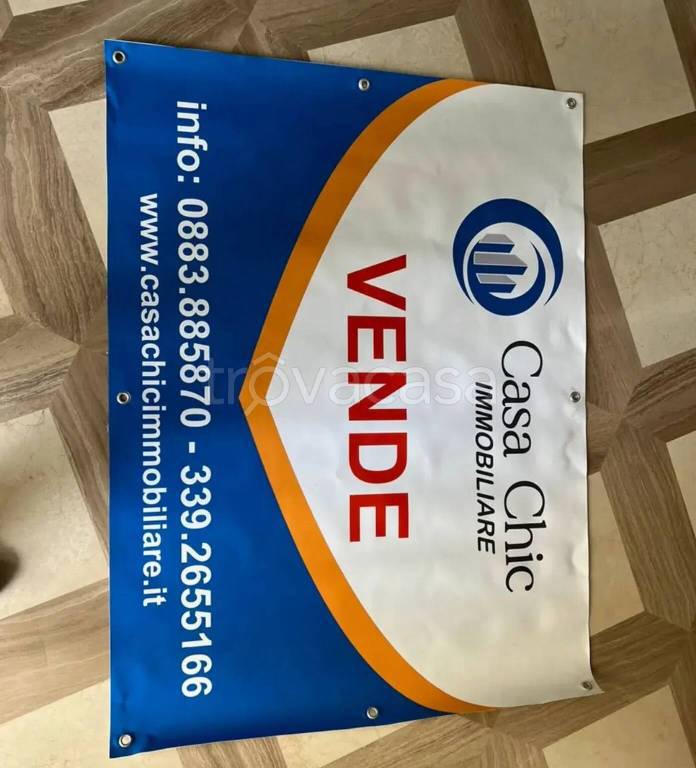 Casa Chic
IMMOBILIARE
VENDE
info: 0883.885870 - 339.2655166
www.casachicimmobiliare.it
trovacasa